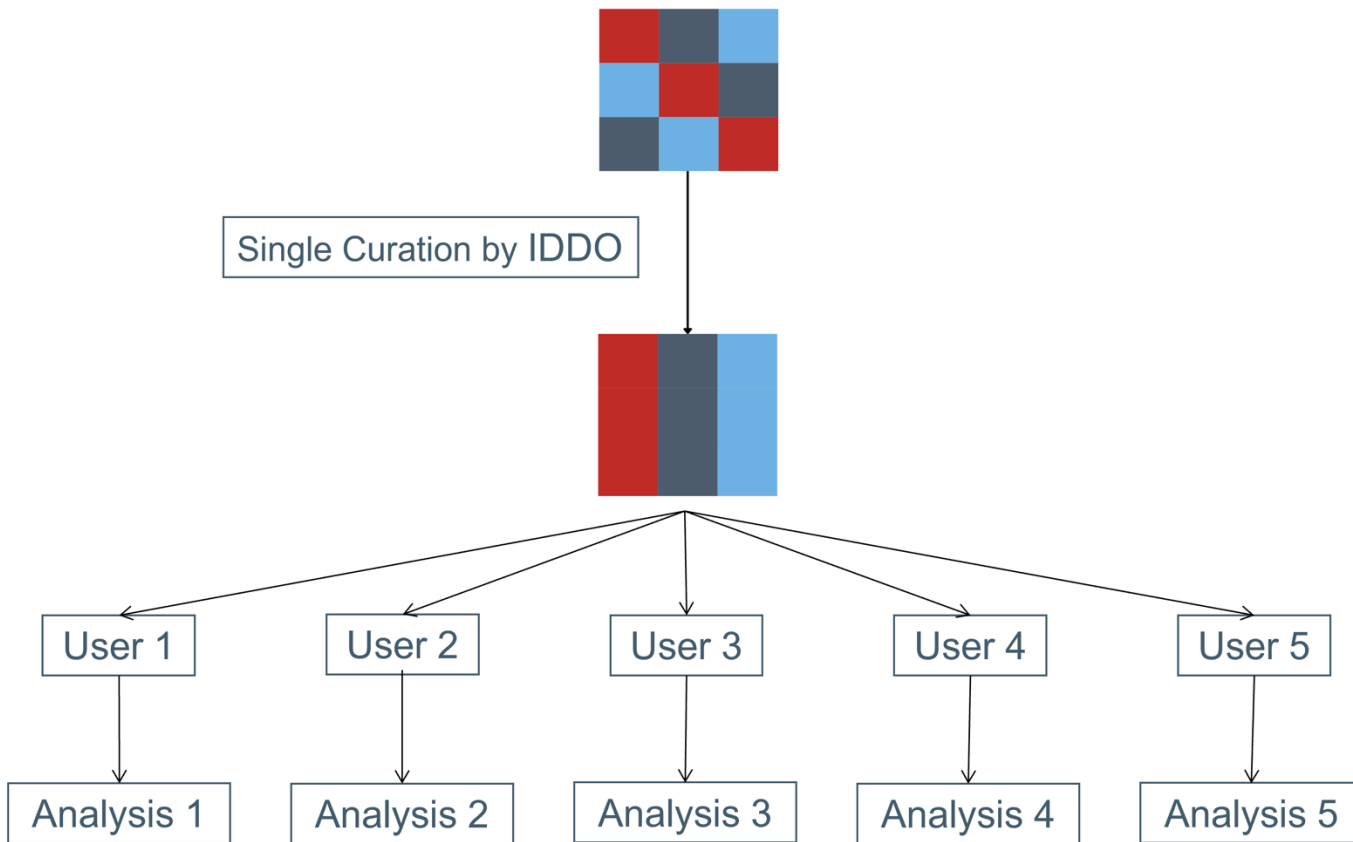 Single Curation by IDDO
User 1
User 2
User 3
User 4
User 5
Analysis 1
Analysis 2
Analysis 3
Analysis 4
Analysis 5